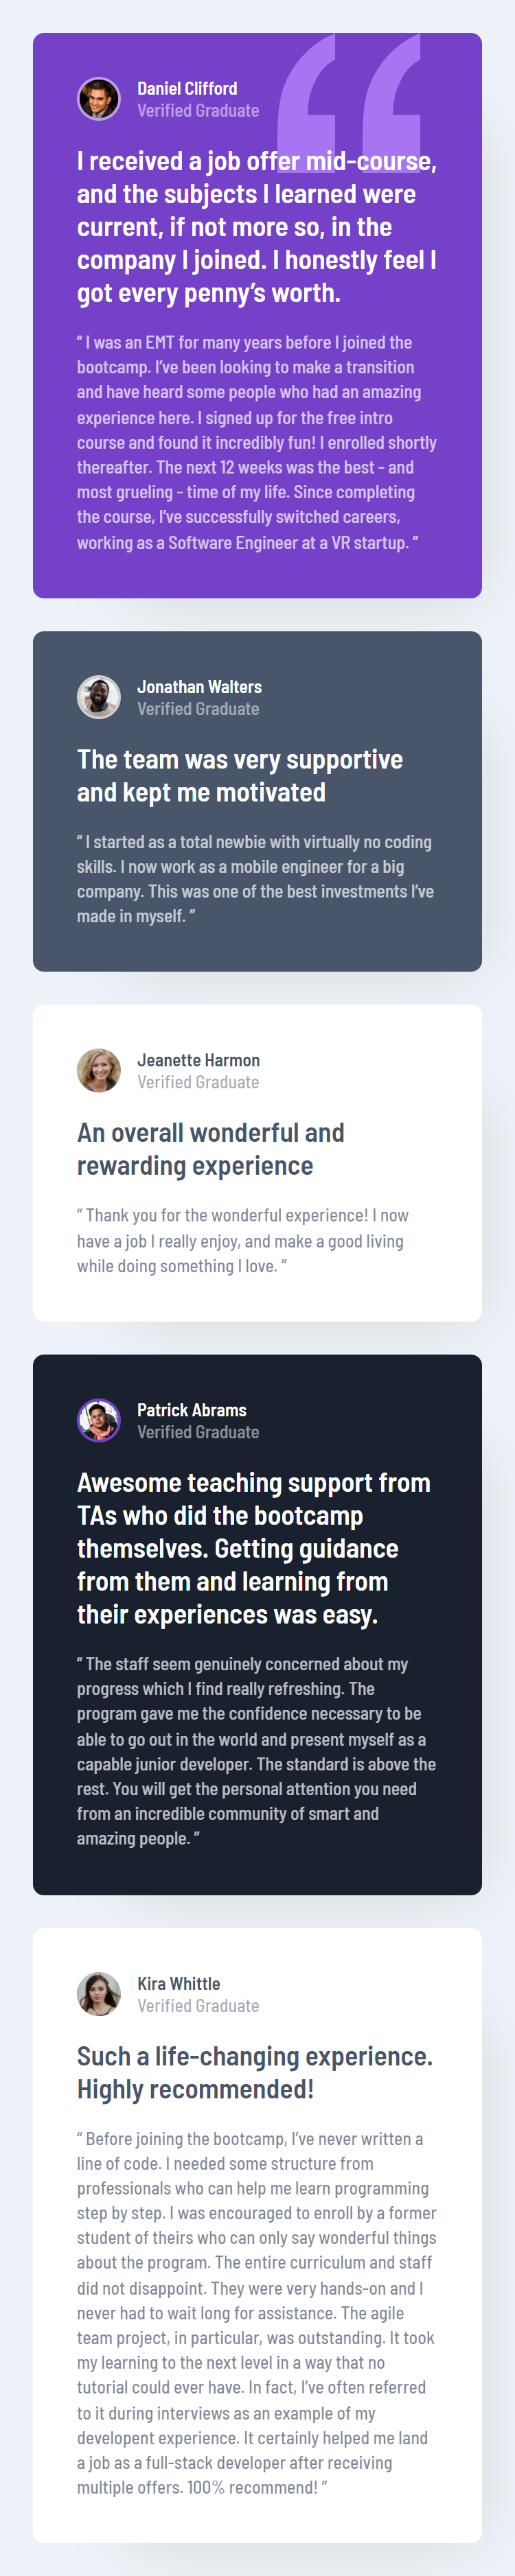 Daniel Clifford
Verified Graduate
I received a job offer mid-course,
and the subjects I learned were
current, if not more so, in the
company I joined. I honestly feel I
got every penny’s worth.
“ I was an EMT for many years before I joined the
bootcamp. I’ve been looking to make a transition
and have heard some people who had an amazing
experience here. I signed up for the free intro
course and found it incredibly fun! I enrolled shortly
thereafter. The next 12 weeks was the best - and
most grueling - time of my life. Since completing
the course, I’ve successfully switched careers,
working as a Software Engineer at a VR startup. ”
Jonathan Walters
Verified Graduate
The team was very supportive
and kept me motivated
“ I started as a total newbie with virtually no coding
skills. I now work as a mobile engineer for a big
company. This was one of the best investments I’ve
made in myself. ”
Jeanette Harmon
Verified Graduate
An overall wonderful and
rewarding experience
“ Thank you for the wonderful experience! I now
have a job I really enjoy, and make a good living
while doing something I love. ”
Patrick Abrams
Verified Graduate
Awesome teaching support from
TAs who did the bootcamp
themselves. Getting guidance
from them and learning from
their experiences was easy.
“ The staff seem genuinely concerned about my
progress which I find really refreshing. The
program gave me the confidence necessary to be
able to go out in the world and present myself as a
capable junior developer. The standard is above the
rest. You will get the personal attention you need
from an incredible community of smart and
amazing people. ”
Kira Whittle
Verified Graduate
Such a life-changing experience.
Highly recommended!
“ Before joining the bootcamp, I’ve never written a
line of code. I needed some structure from
professionals who can help me learn programming
step by step. I was encouraged to enroll by a former
student of theirs who can only say wonderful things
about the program. The entire curriculum and staff
did not disappoint. They were very hands-on and I
never had to wait long for assistance. The agile
team project, in particular, was outstanding. It took
my learning to the next level in a way that no
tutorial could ever have. In fact, I’ve often referred
to it during interviews as an example of my
developent experience. It certainly helped me land
a job as a full-stack developer after receiving
multiple offers. 100% recommend! ”